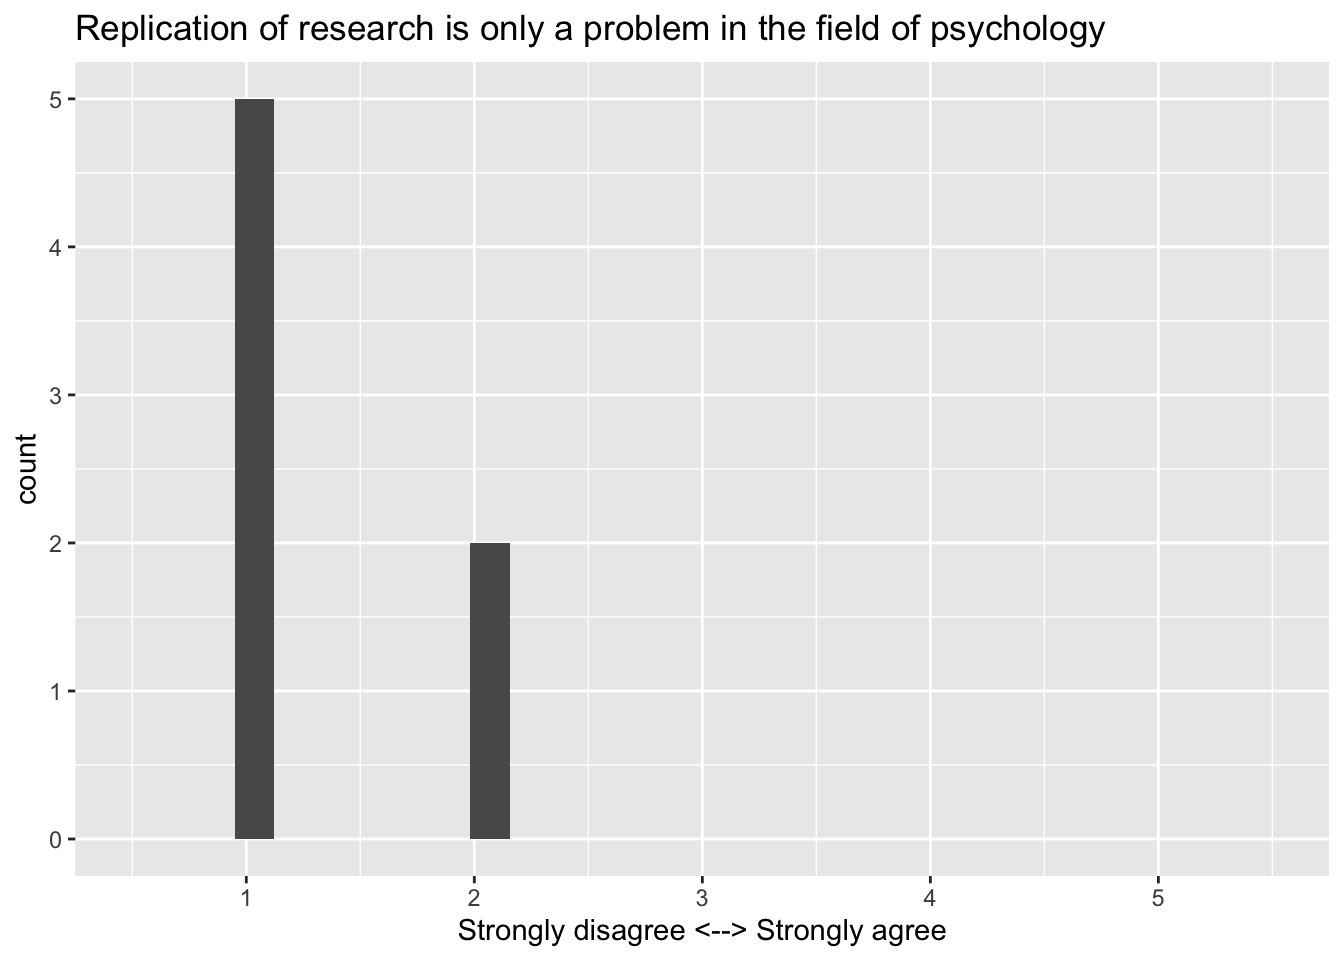 Replication of research is only a problem in the field of psychology
5
4
3
2
1
0
count
1 2 3 4 5
Strongly disagree <--> Strongly agree